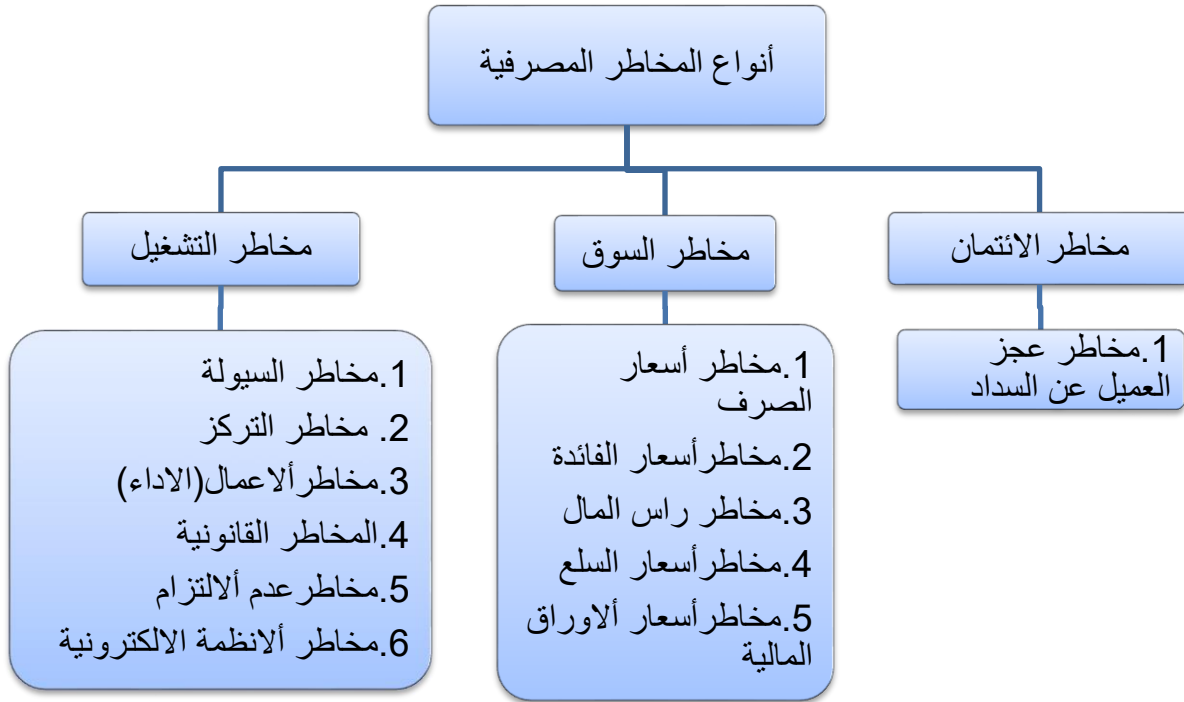 أنواع المخاطر المصرفية
مخاطر الائتمان
مخاطر السوق
مخاطر التشغيل
1.مخاطر عجز
العميل عن السداد
1.مخاطر أسعار
الصرف
2.مخاطرأسعار الفائدة
3.مخاطر راس المال
4.مخاطرأسعار السلع
5.مخاطرأسعار ألاوراق
المالية
1.مخاطر السيولة
2. مخاطر التركز
3.مخاطرألاعمال(الاداء)
4.المخاطر القانونية
5.مخاطرعدم ألالتزام
6.مخاطر ألانظمة الالكترونية